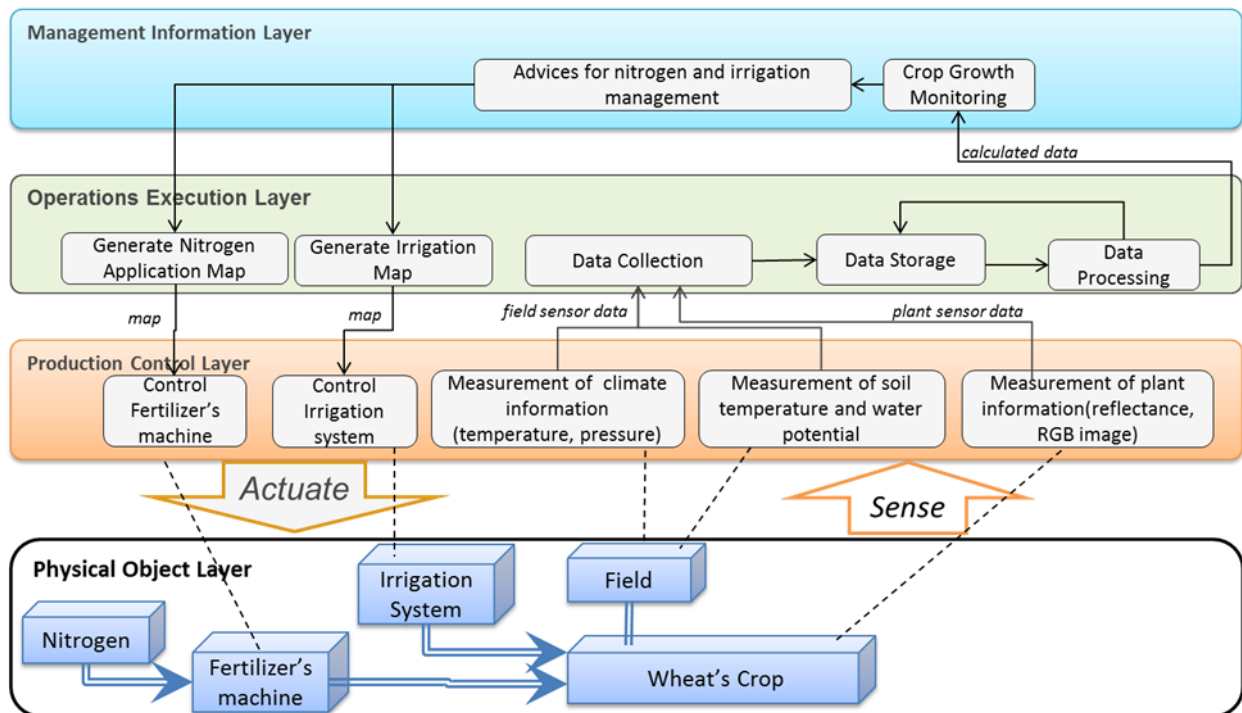 Management Information Layer
Advices for nitrogen and irrigation
management
Crop Growth
Monitoring
calculated data
Operations Execution Layer
Generate Nitrogen
Application Map
Generate Irrigation
Map
Data Collection
Data Storage
Data
Processing
map
map
field sensor data
plant sensor data
Production Control Layer
Control
Fertilizer's
machine
Control
Irrigation
system
Measurement of climate
information
(temperature, pressure)
Measurement of soil
temperature and water
potential
Measurement of plant
information(reflectance,
RGB image)
Actuate
Sense
Physical Object Layer
Irrigation
System
Field
Nitrogen
Fertilizer's
machine
Wheat's Crop